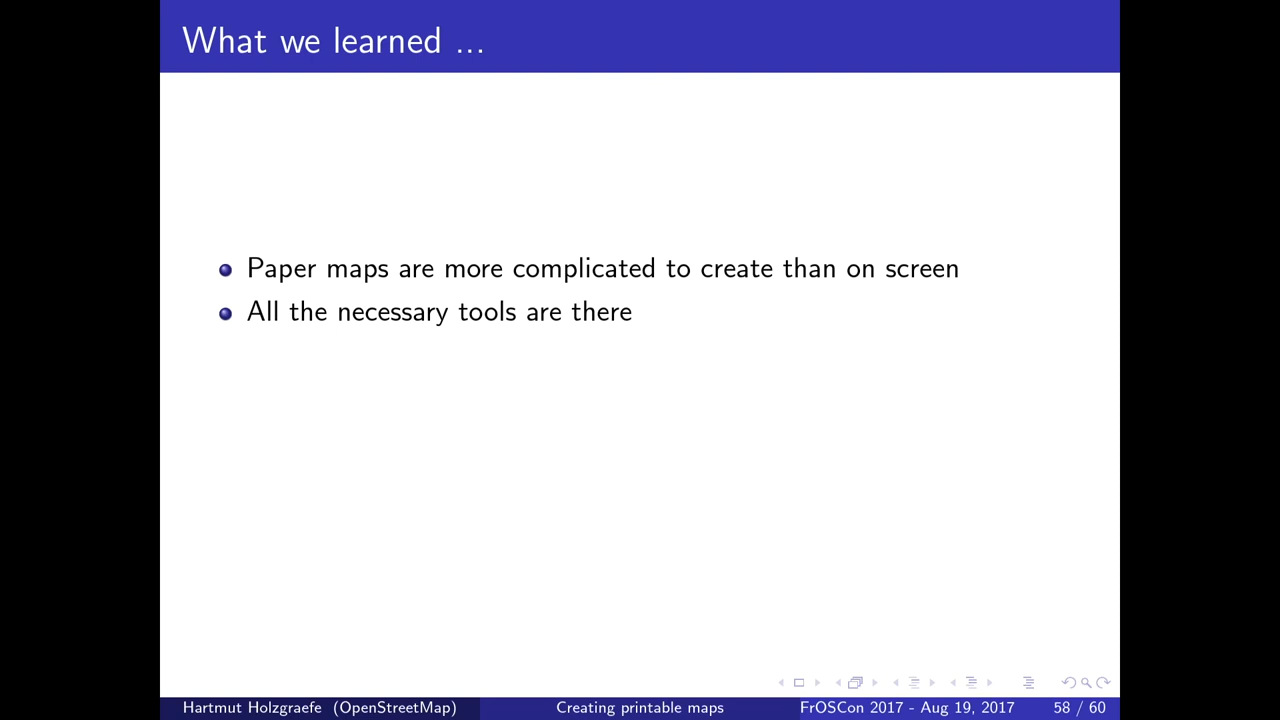 What we learned ...
Paper maps are more complicated to create than on screen
All the necessary tools are there
Hartmut Holzgraefe (OpenStreetMap) Creating printable maps FrOSCon 2017 - Aug 19, 2017 58 / 60